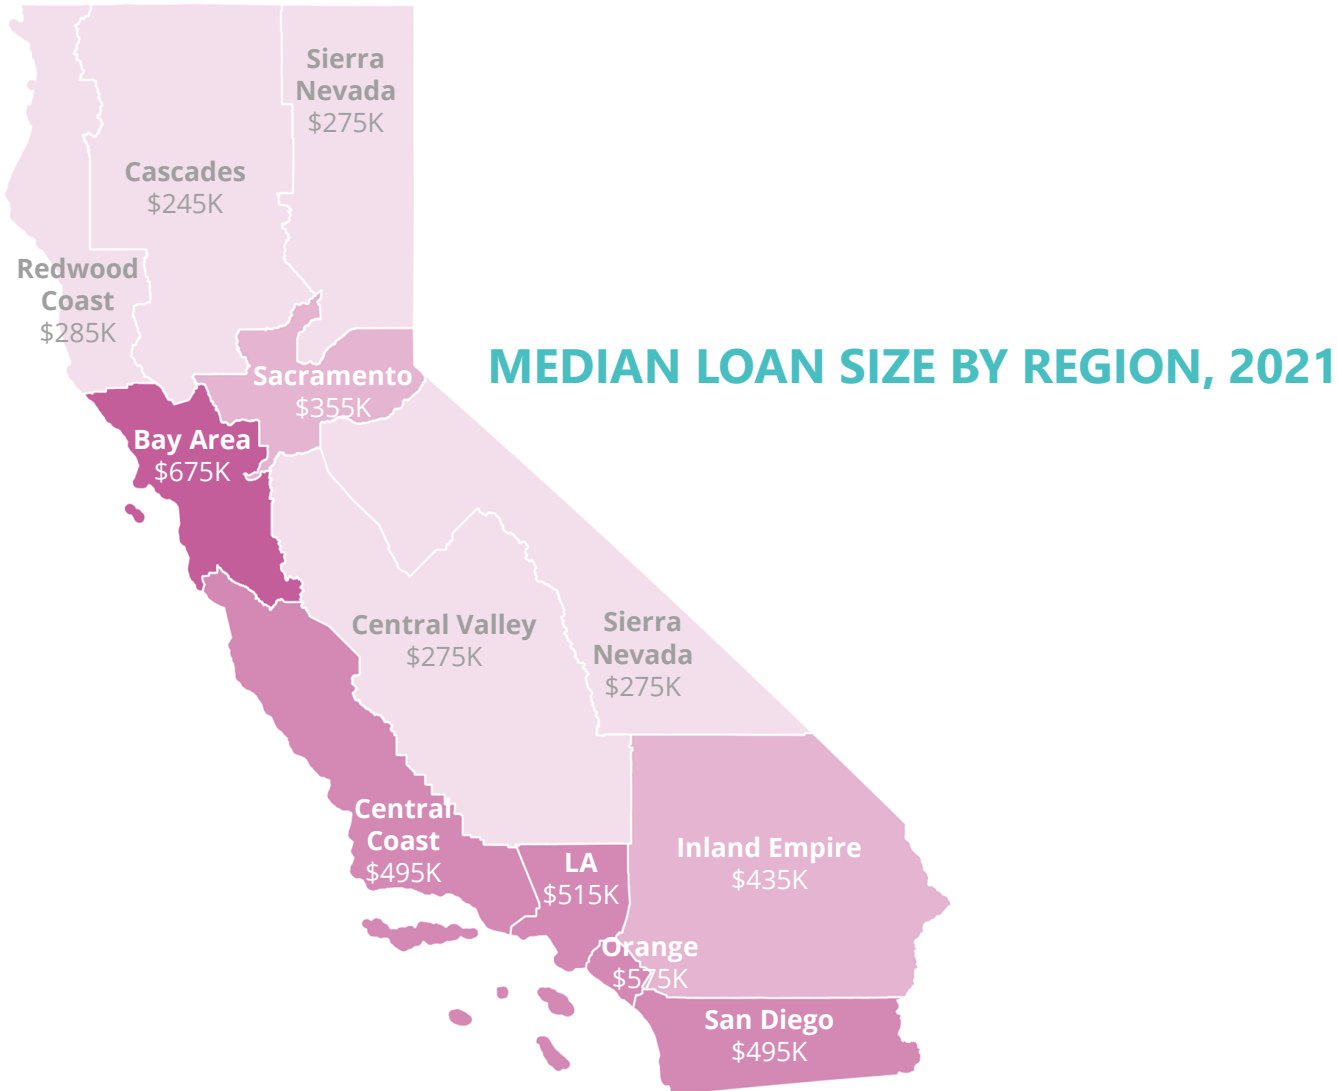 Sierra
Nevada
$275K
Cascades
$245K
Redwood
Coast
$285K
MEDIAN LOAN SIZE BY REGION, 2021
Sacramento
$355K
Bay Area
$675K
Central Valley
$275K
Sierra
Nevada
$275K
Central
Coast
$495K
LA
$515K
Inland Empire
$435K
Orange
$575K
San Diego
$495K